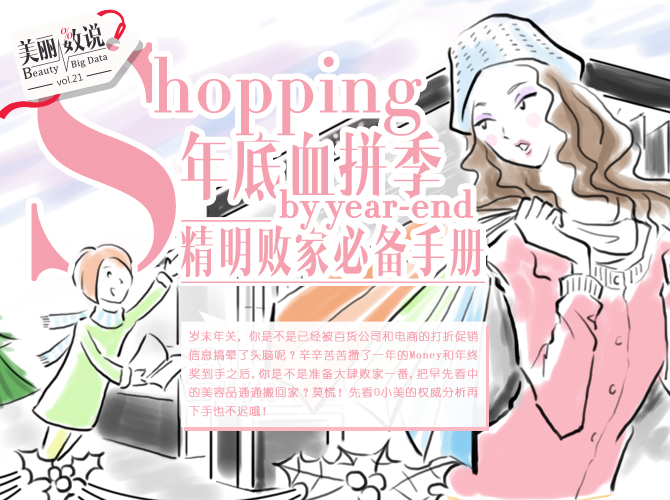 美丽%数说
Beauty Big Data
vol.21
Shopping
年底血拼季
by year-end
精明败家必备手册
岁末年关，你是不是已经被百货公司和电商的打折促销
信息搞晕了头脑呢？辛辛苦苦攒了一年的Money和年终
奖到手之后,你是不是准备大肆败家一番,把早先看中
的美容品通通搬回家？莫慌！先看O小美的权威分析再
下手也不迟哦！